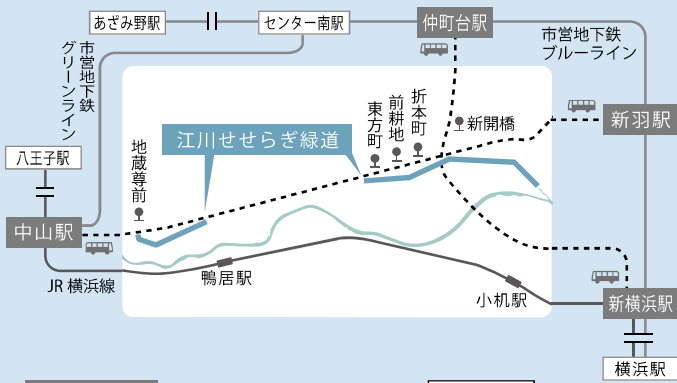 あざみ野駅
センター南駅
仲町台駅
市営地下鉄
ブルーライン
市営地下鉄
グリーンライン
折本町
前耕地
東方町
新開橋
新羽駅
江川せせらぎ緑道
地蔵尊前
八王子駅
中山駅
鴨居駅
JR 横浜線
小机駅
新横浜駅
横浜駅